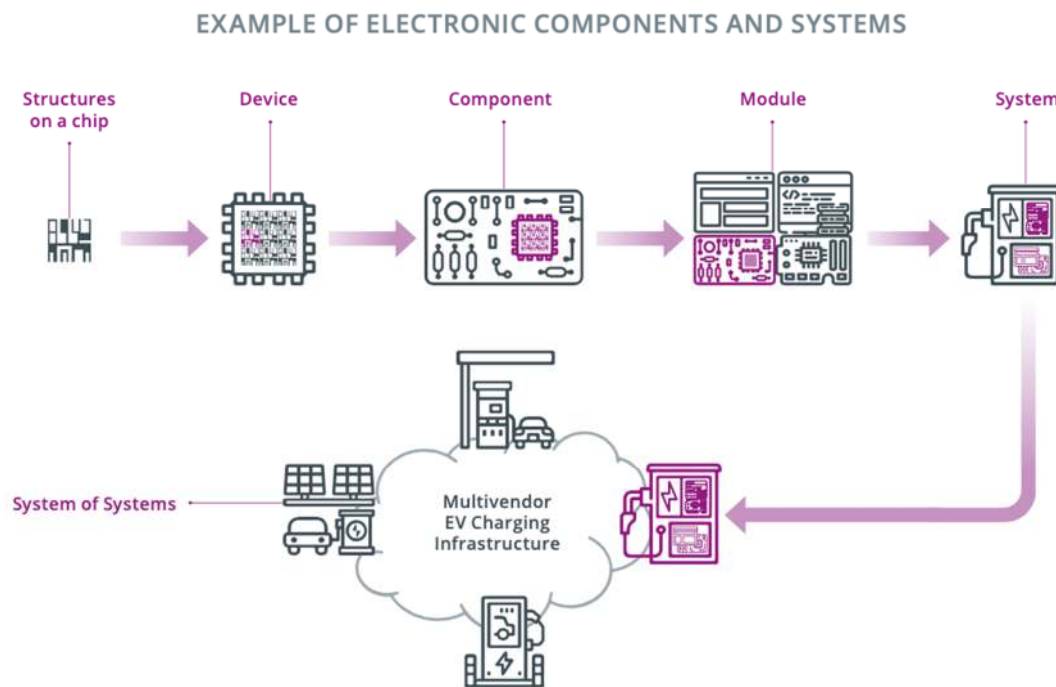 EXAMPLE OF ELECTRONIC COMPONENTS AND SYSTEMS
Structures
on a chip
Device
Component
Module
System
</>
System of Systems
Multivendor
EV Charging
Infrastructure